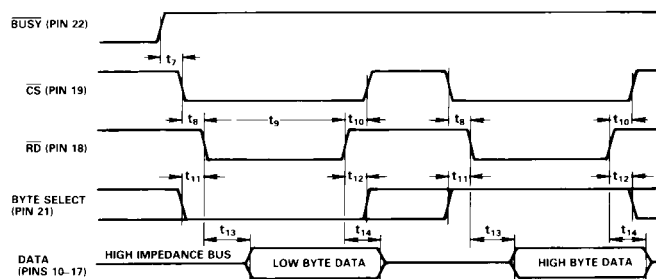 BUSY (PIN 22)
t7
CS (PIN 19)
t8 t9 t10 t8 t10
RD (PIN 18)
t11 t12 t11 t12
BYTE SELECT
(PIN 21)
t13 t14 t13 t14
DATA
(PINS 10–17)
HIGH IMPEDANCE BUS
LOW BYTE DATA
HIGH BYTE DATA